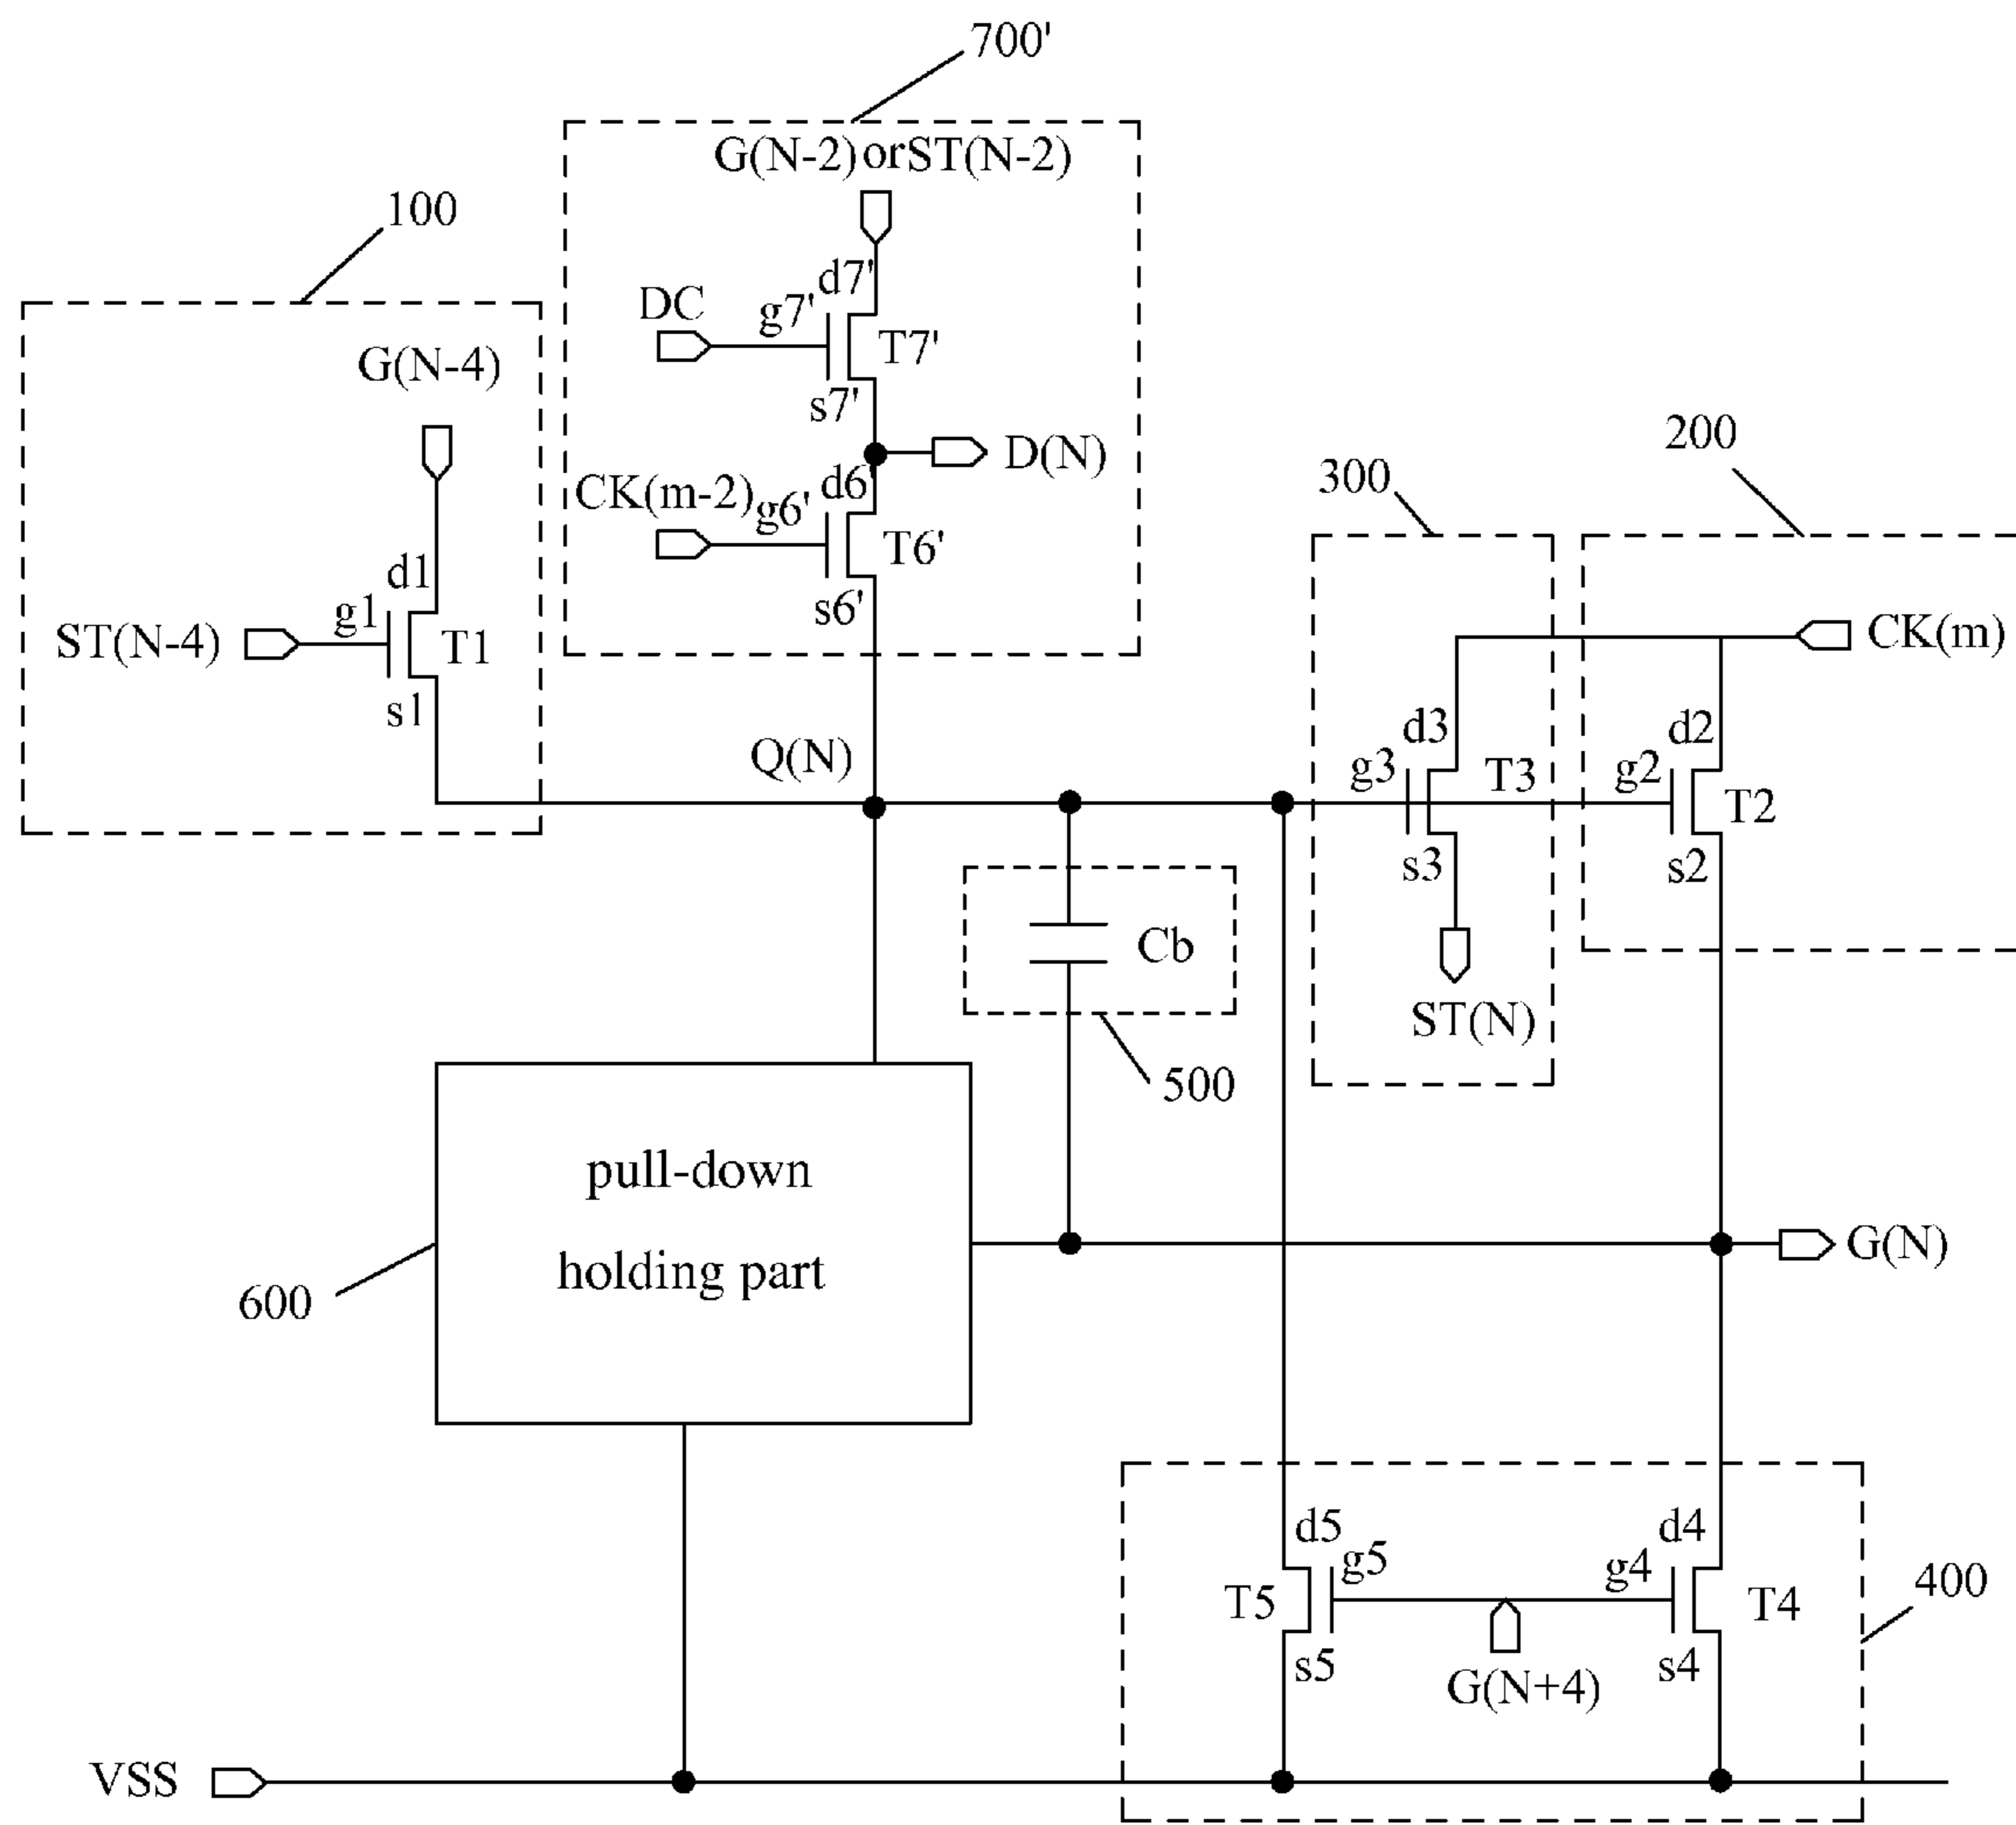 700'
G(N-2)orST(N-2)
100
d7'
DC
g7'
T7'
G(N-4)
s7'
D(N)
200
300
CK(m-2)
g6'
d6'
T6'
d1
s6'
g1
ST(N-4)
T1
CK(m)
s1
d3
d2
Q(N)
g3
T3
g2
T2
s3
s2
Cb
ST(N)
500
pull-down
holding part
G(N)
600
d5
d4
g5
g4
T5
T4
400
s5
s4
G(N+4)
VSS